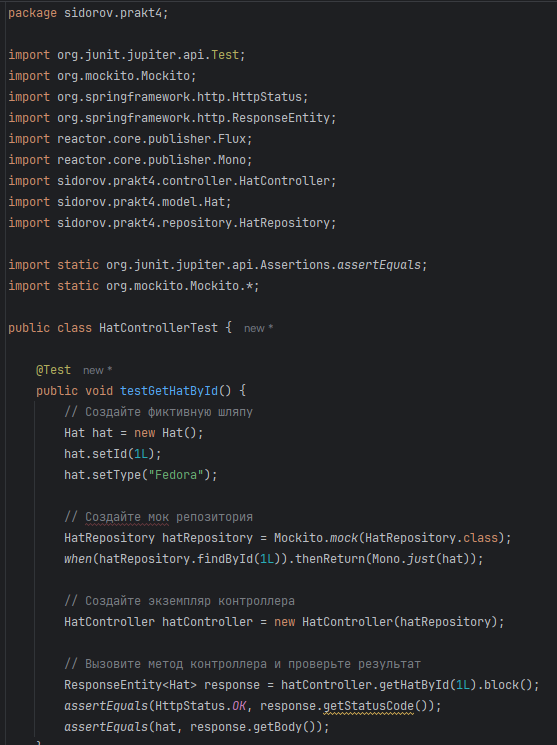 package sidorov.prakt4;
import org.junit.jupiter.api.Test;
import org.mockito.Mockito;
import org.springframework.http.HttpStatus;
import org.springframework.http.ResponseEntity;
import reactor.core.publisher.Flux;
import reactor.core.publisher.Mono;
import sidorov.prakt4.controller.HatController;
import sidorov.prakt4.model.Hat;
import sidorov.prakt4.repository.HatRepository;
import static org.junit.jupiter.api.Assertions.assertEquals;
import static org.mockito.Mockito.*;
public class HatControllerTest { new *
@Test new *
public void testGetHatById() {
// Создайте фиктивную шляпу
Hat hat = new Hat();
hat.setId(1L);
hat.setType("Fedora");
// Создайте мок репозитория
HatRepository hatRepository = Mockito.mock(HatRepository.class);
when(hatRepository.findById(1L)).thenReturn(Mono.just(hat));
// Создайте экземпляр контроллера
HatController hatController = new HatController(hatRepository);
// Вызовите метод контроллера и проверьте результат
ResponseEntity<Hat> response = hatController.getHatById(1L).block();
assertEquals(HttpStatus.OK, response.getStatusCode());
assertEquals(hat, response.getBody());
}